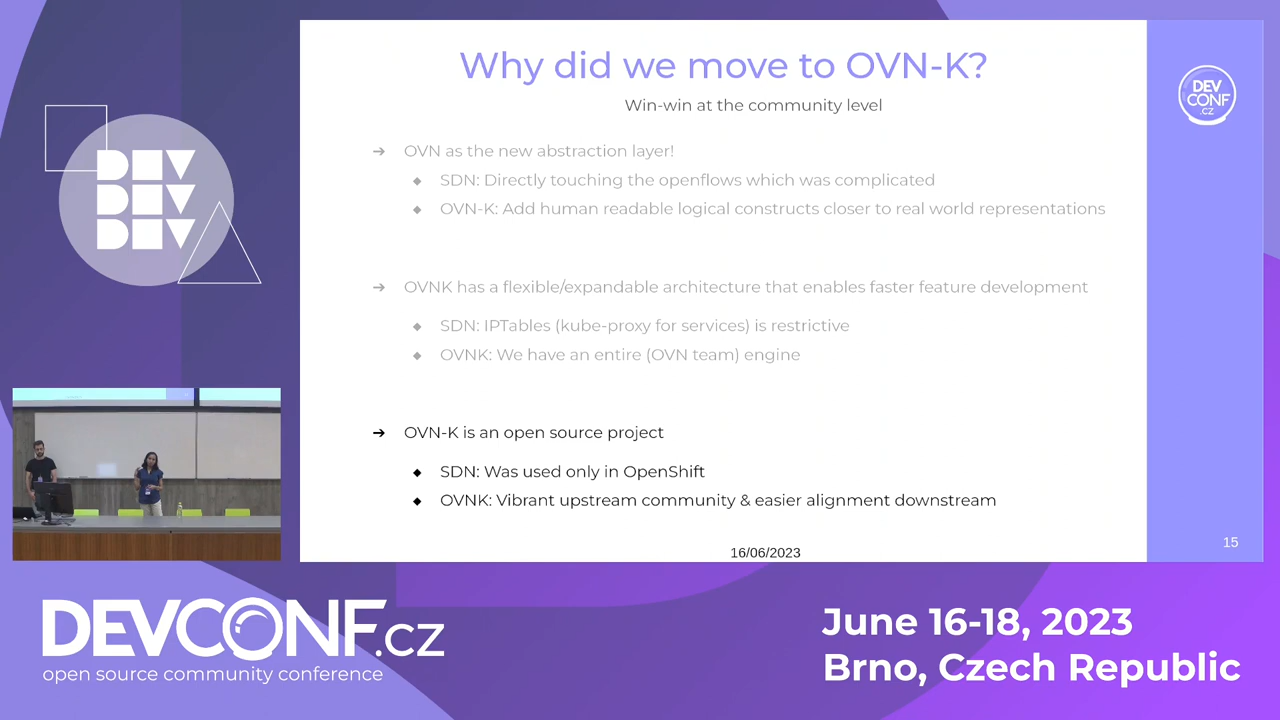 Why did we move to OVN-K?
Win-win at the community level
➔ OVN as the new abstraction layer!
◆ SDN: Directly touching the openflows which was complicated
◆ OVN-K: Add human readable logical constructs closer to real world representations
➔ OVNK has a flexible/expandable architecture that enables faster feature development
◆ SDN: IPTables (kube-proxy for services) is restrictive
◆ OVNK: We have an entire (OVN team) engine
➔ OVN-K is an open source project
◆ SDN: Was used only in OpenShift
◆ OVNK: Vibrant upstream community & easier alignment downstream
16/06/2023
15
DEV
CONF
.CZ
DEV
DEV
DEV
DEVCONF.cz
open source community conference
June 16-18, 2023
Brno, Czech Republic